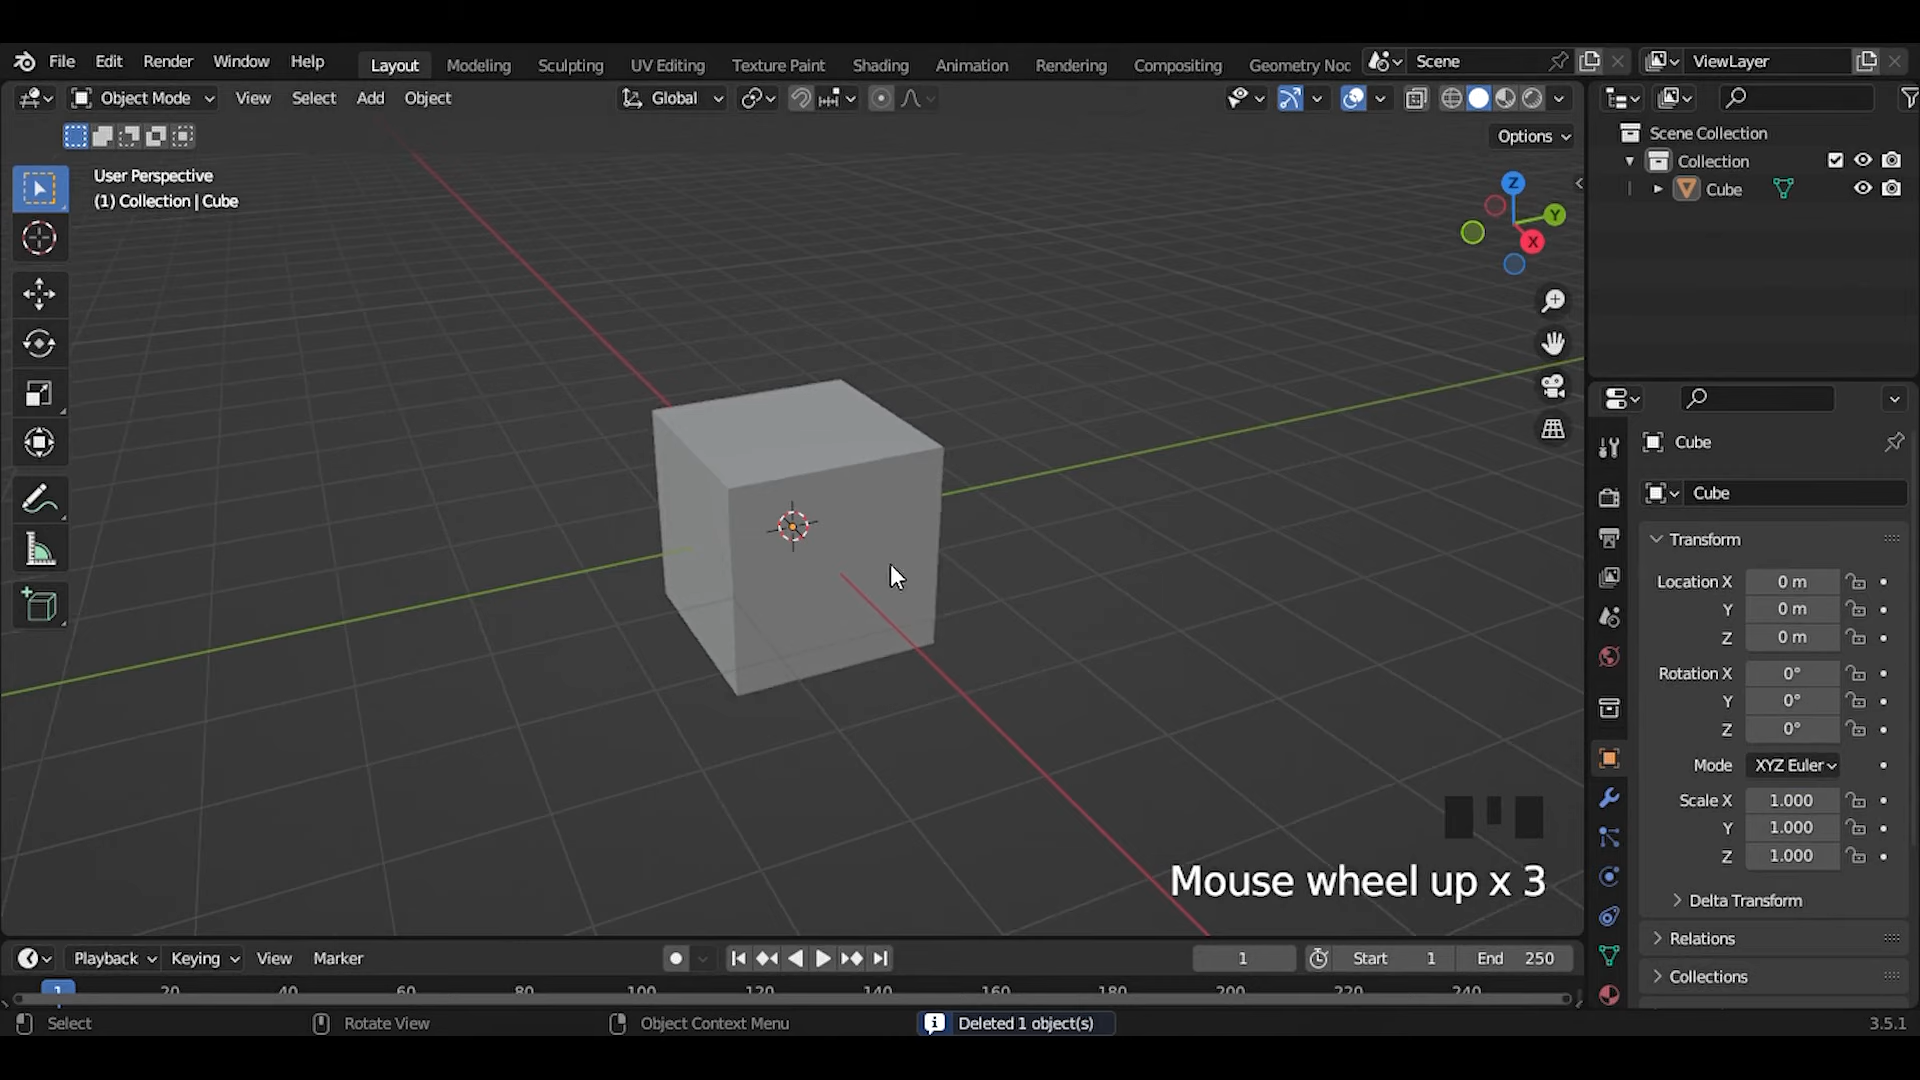 File Edit Render Window Help Layout Modeling Sculpting UV Editing Texture Paint Shading Animation Rendering Compositing Geometry Noc Scene ViewLayer
Object Mode View Select Add Object Global
Options
User Perspective
(1) Collection | Cube
Z
Y
X
Scene Collection
Collection
Cube
Cube
Cube
Transform
Location X 0 m
Y 0 m
Z 0 m
Rotation X 0°
Y 0°
Z 0°
Mode XYZ Euler
Scale X 1.000
Y 1.000
Z 1.000
Delta Transform
Relations
Collections
Mouse wheel up x 3
Playback Keying View Marker 1 Start 1 End 250
1 20 40 60 80 100 120 140 160 180 200 220 240
Select Rotate View Object Context Menu Deleted 1 object(s) 3.5.1